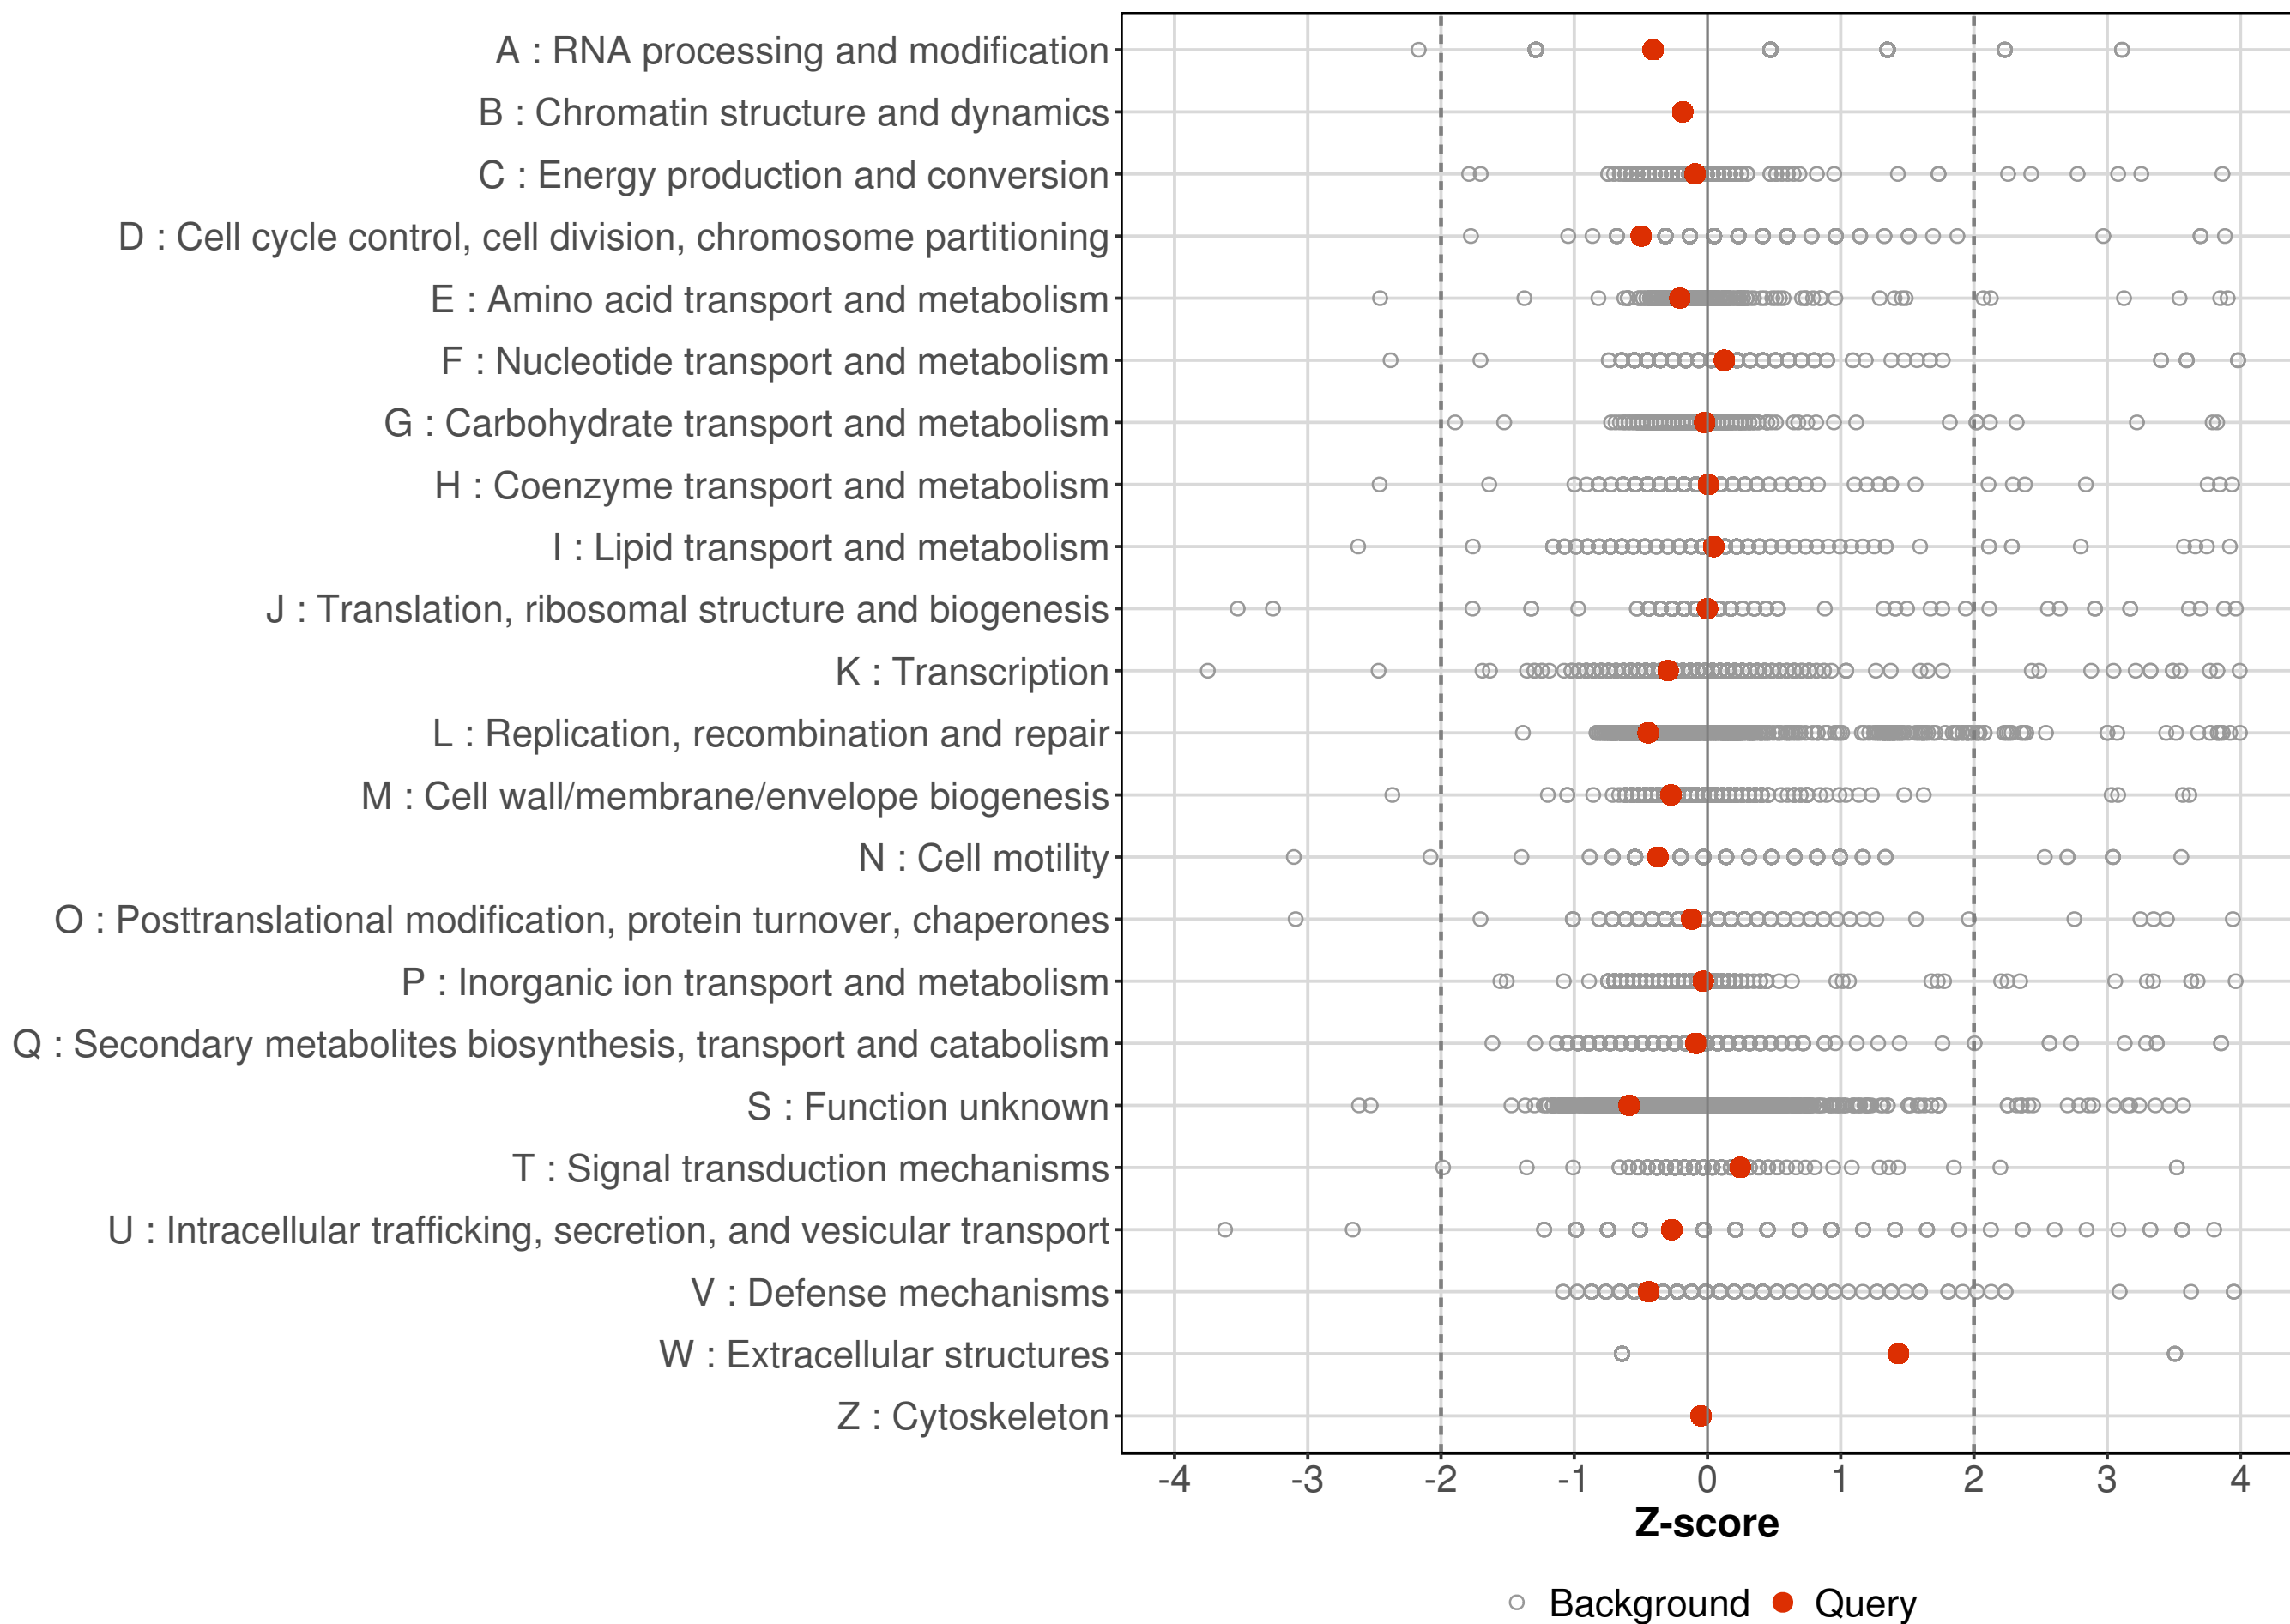 A : RNA processing and modification
B : Chromatin structure and dynamics
C : Energy production and conversion
D : Cell cycle control, cell division, chromosome partitioning
E : Amino acid transport and metabolism
F : Nucleotide transport and metabolism
G : Carbohydrate transport and metabolism
H : Coenzyme transport and metabolism
I : Lipid transport and metabolism
J : Translation, ribosomal structure and biogenesis
K : Transcription
L : Replication, recombination and repair
M : Cell wall/membrane/envelope biogenesis
N : Cell motility
O : Posttranslational modification, protein turnover, chaperones
P : Inorganic ion transport and metabolism
Q : Secondary metabolites biosynthesis, transport and catabolism
S : Function unknown
T : Signal transduction mechanisms
U : Intracellular trafficking, secretion, and vesicular transport
V : Defense mechanisms
W : Extracellular structures
Z : Cytoskeleton
-4 -3 -2 -1 0 1 2 3 4
Z-score
Background Query